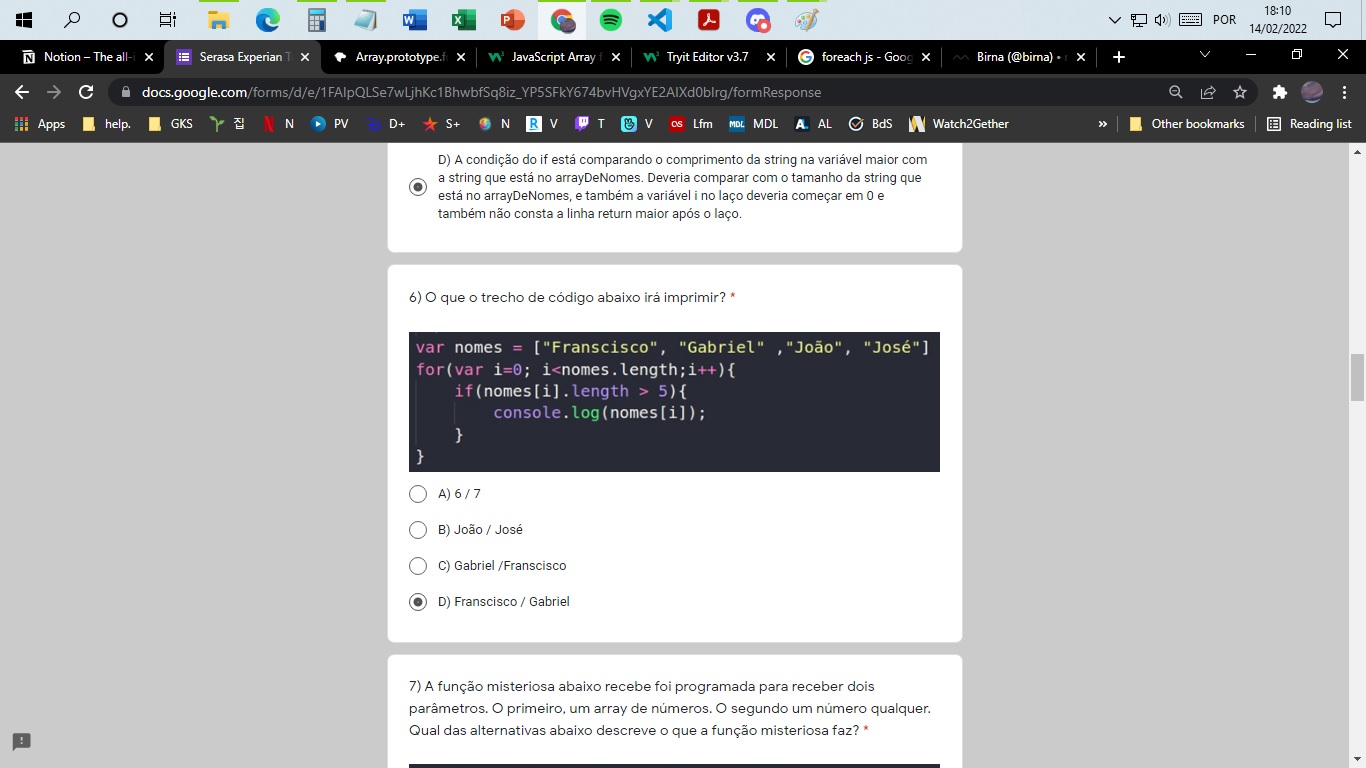 18:10
POR
14/02/2022
Notion – The all-i
Serasa Experian T
Array.prototype.f
JavaScript Array f
Tryit Editor v3.7
foreach js - Goog
Birna (@birna) •
docs.google.com/forms/d/e/1FAIpQLSe7wLjhKc1BhwbfSq8iz_YP5SFkY674bvHVgxYE2AIXd0bIrg/formResponse
Apps help. GKS 집 N PV D+ S+ N V T V Lfm MDL AL BdS Watch2Gether » Other bookmarks Reading list
D) A condição do if está comparando o comprimento da string na variável maior com
a string que está no arrayDeNomes. Deveria comparar com o tamanho da string que
está no arrayDeNomes, e também a variável i no laço deveria começar em 0 e
também não consta a linha return maior após o laço.
6) O que o trecho de código abaixo irá imprimir? *
var nomes = ["Franscisco", "Gabriel" ,"João", "José"]
for(var i=0; i<nomes.length;i++){
if(nomes[i].length > 5){
console.log(nomes[i]);
}
}
A) 6 / 7
B) João / José
C) Gabriel /Franscisco
D) Franscisco / Gabriel
7) A função misteriosa abaixo recebe foi programada para receber dois
parâmetros. O primeiro, um array de números. O segundo um número qualquer.
Qual das alternativas abaixo descreve o que a função misteriosa faz? *